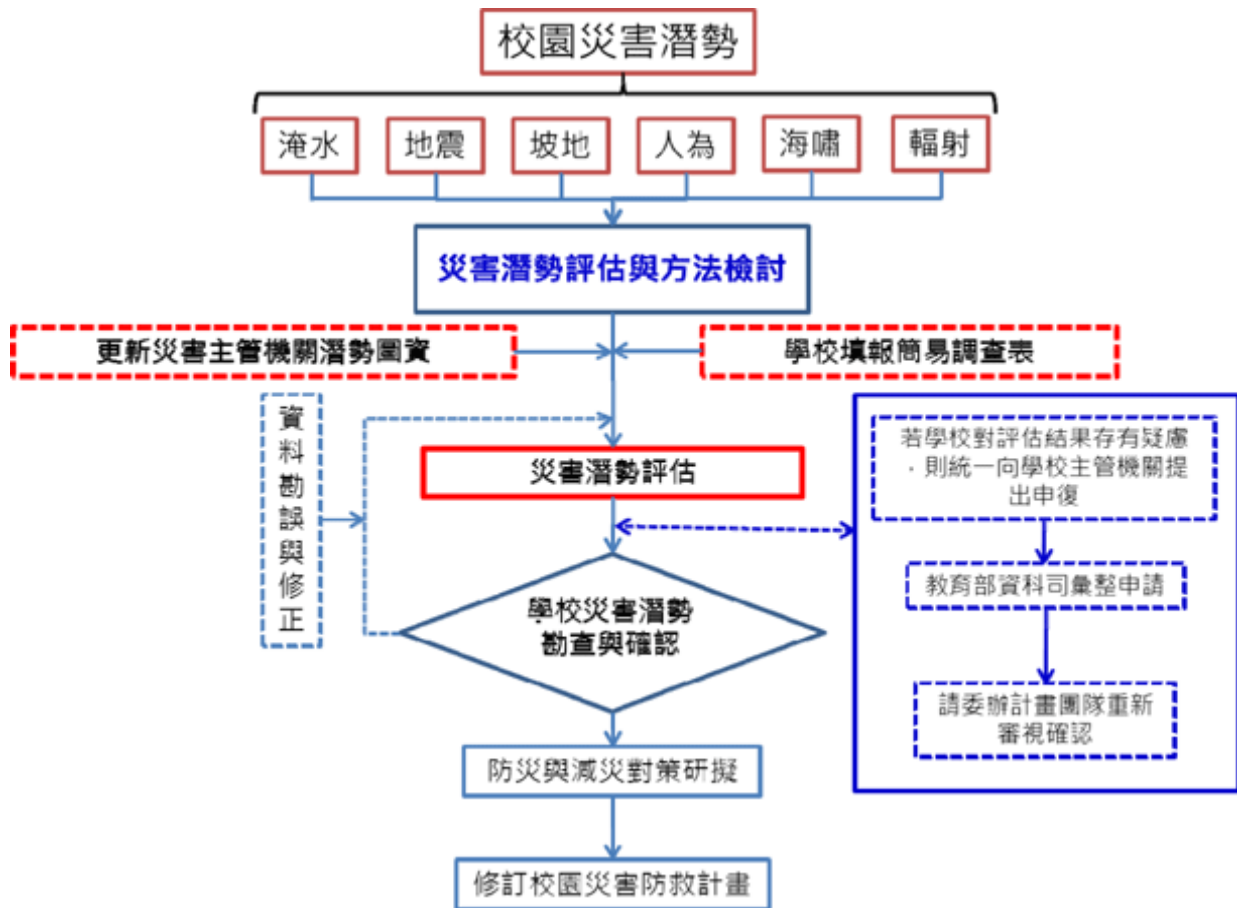 校園災害潛勢
淹水
地震
坡地
人為
海嘯
輻射
災害潛勢評估與方法檢討
更新災害主管機關潛勢圖資
學校填報簡易調查表
資
料
勘
誤
與
修
正
災害潛勢評估
學校災害潛勢
勘查與確認
防災與減災對策研擬
修訂校園災害防救計畫
若學校對評估結果存有疑慮
，則統一向學校主管機關提
出申復
教育部資科司彙整申請
請委辦計畫團隊重新
審視確認